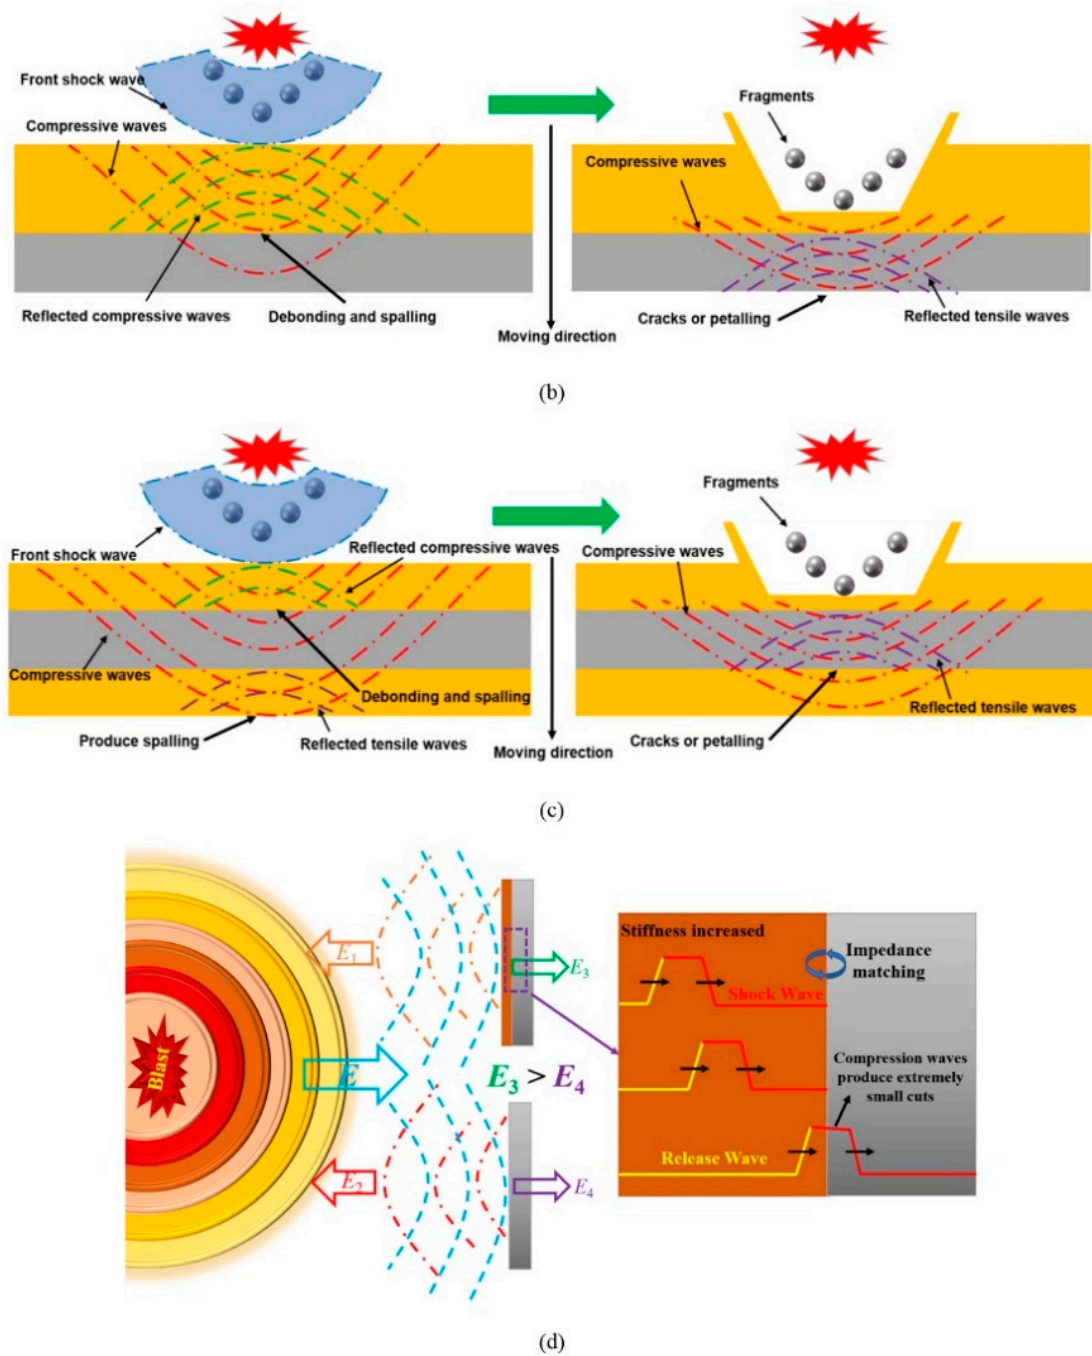 Front shock wave
Compressive waves
Reflected compressive waves
Debonding and spalling
Moving direction
Fragments
Compressive waves
Cracks or petalling
Reflected tensile waves
(b)
Front shock wave
Reflected compressive waves
Compressive waves
Debonding and spalling
Produce spalling
Reflected tensile waves
Moving direction
Fragments
Compressive waves
Reflected tensile waves
Cracks or petalling
(c)
Blast
E
E1
E2
E3
E3 > E4
E4
Stiffness increased
Impedance
matching
Shock Wave
Compression waves
produce extremely
small cuts
Release Wave
(d)